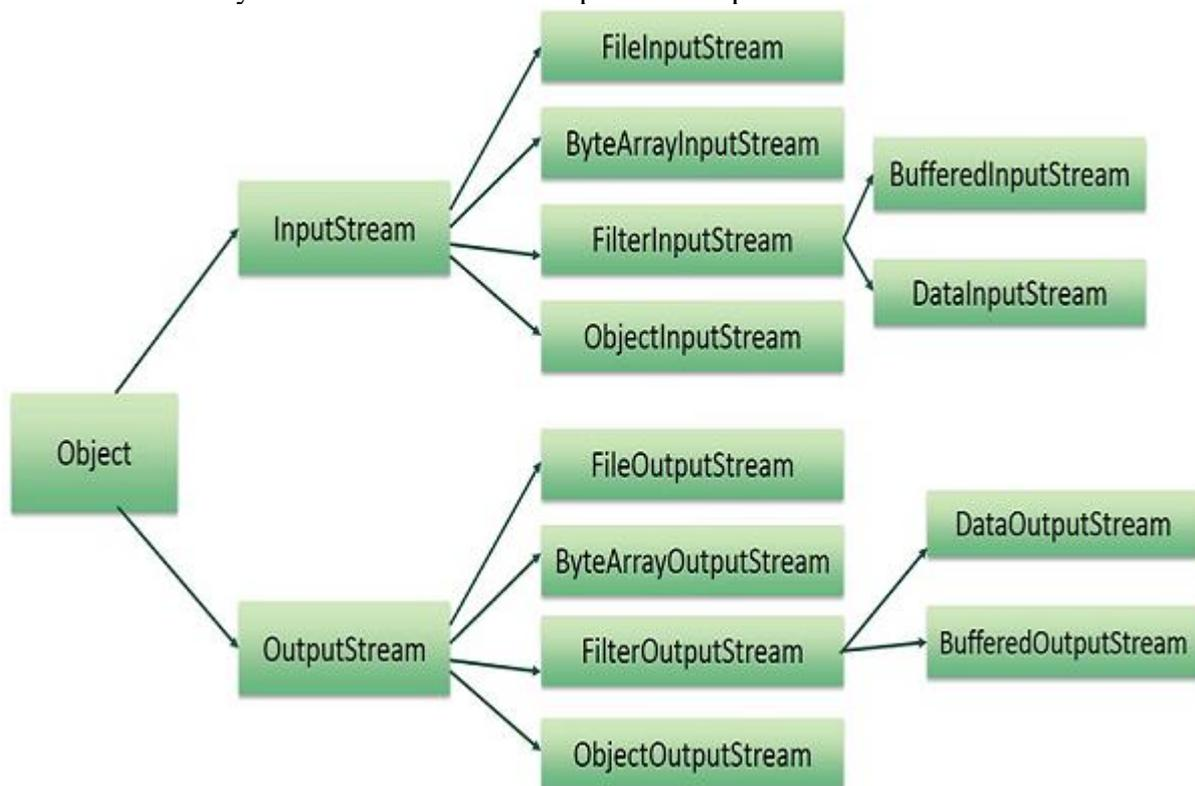 FileInputStream
ByteArrayInputStream
BufferedInputStream
InputStream
FilterInputStream
DataInputStream
ObjectInputStream
Object
FileOutputStream
DataOutputStream
ByteArrayOutputStream
OutputStream
FilterOutputStream
BufferedOutputStream
ObjectOutputStream